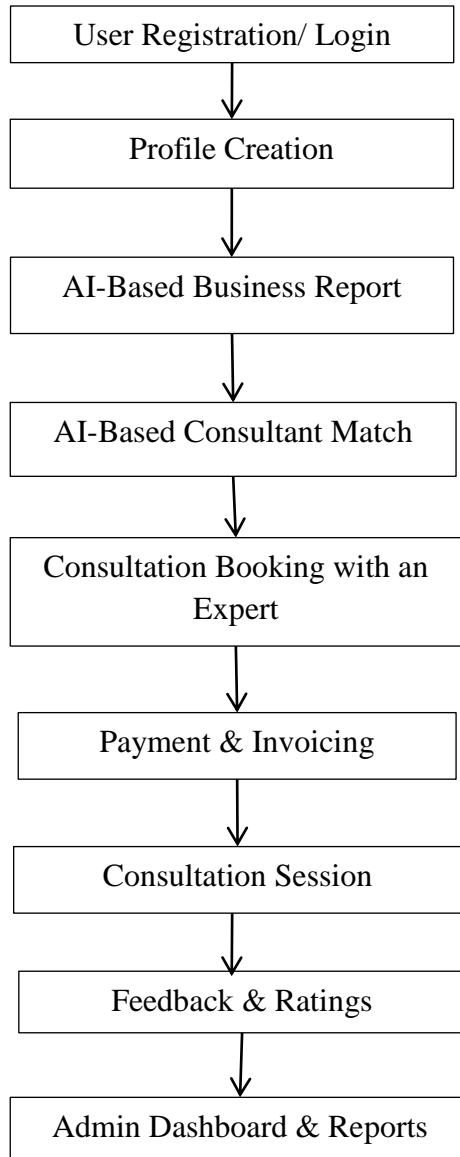 User Registration/ Login
Profile Creation
AI-Based Business Report
AI-Based Consultant Match
Consultation Booking with an
Expert
Payment & Invoicing
Consultation Session
Feedback & Ratings
Admin Dashboard & Reports